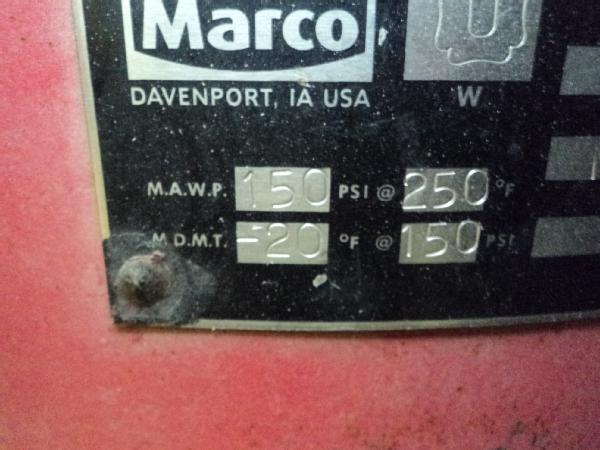 Marco
U
DAVENPORT, IA USA
W
M.A.W.P. 150 PSI @ 250 °F
M.D.M.T. -20 °F @ 150 PSI